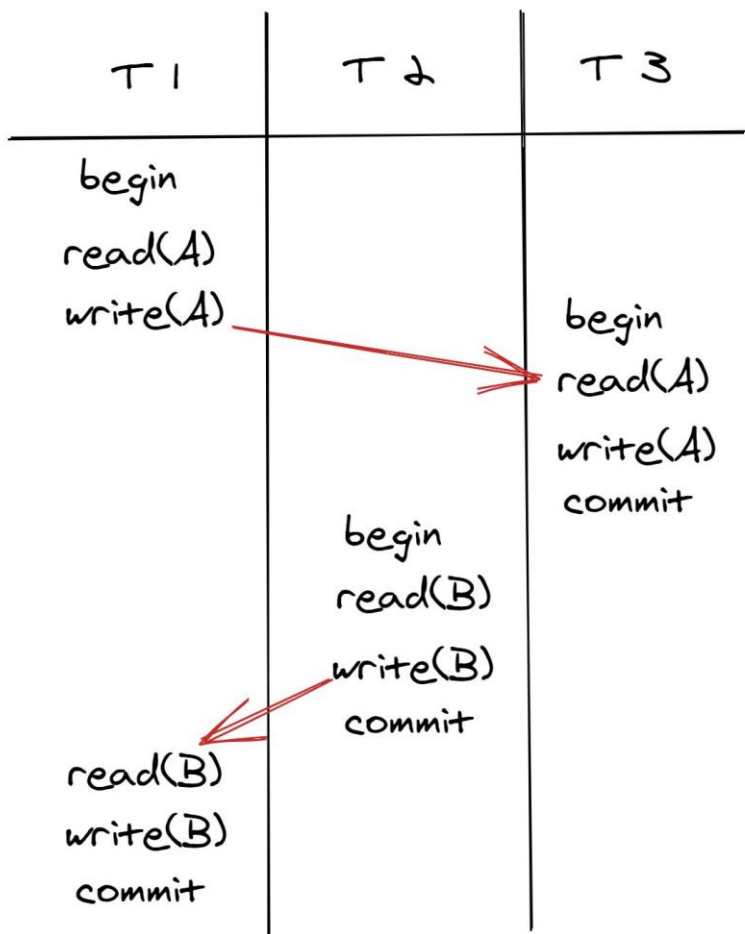 T1 T2 T3
begin
read(A)
write(A)
begin
read(A)
write(A)
commit
begin
read(B)
write(B)
commit
read(B)
write(B)
commit